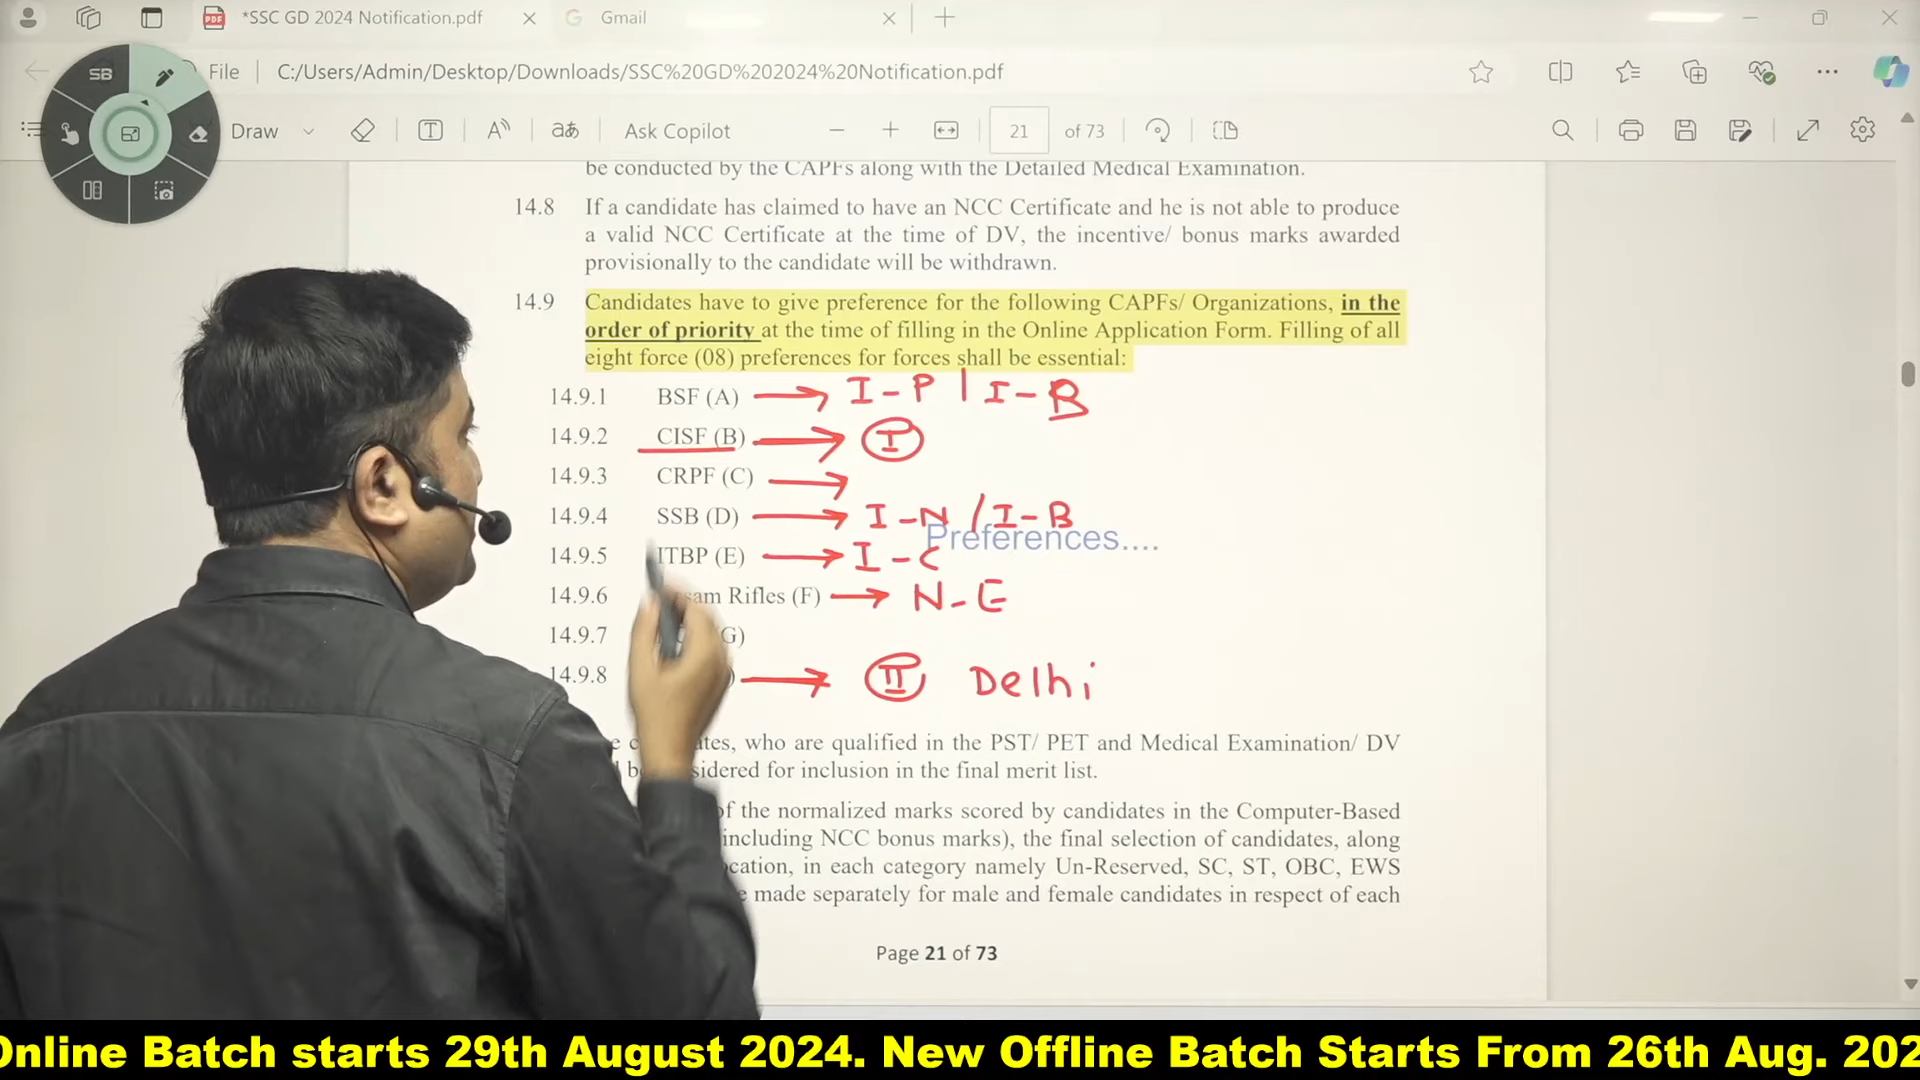 *SSC GD 2024 Notification.pdf
Gmail
SB
File
C:/Users/Admin/Desktop/Downloads/SSC%20GD%202024%20Notification.pdf
Draw
Ask Copilot
21
of 73
be conducted by the CAPFs along with the Detailed Medical Examination.
14.8 If a candidate has claimed to have an NCC Certificate and he is not able to produce
a valid NCC Certificate at the time of DV, the incentive/ bonus marks awarded
provisionally to the candidate will be withdrawn.
14.9 Candidates have to give preference for the following CAPFs/ Organizations, in the
order of priority at the time of filling in the Online Application Form. Filling of all
eight force (08) preferences for forces shall be essential:
14.9.1 BSF (A) I-P | I-B
14.9.2 CISF (B) I
14.9.3 CRPF (C)
14.9.4 SSB (D) I-N / I-B
Preferences....
14.9.5 ITBP (E) I-C
14.9.6 Rifles (F) N-E
14.9.7
14.9.8 II Delhi
who are qualified in the PST/ PET and Medical Examination/ DV
for inclusion in the final merit list.
of the normalized marks scored by candidates in the Computer-Based
including NCC bonus marks), the final selection of candidates, along
in each category namely Un-Reserved, SC, ST, OBC, EWS
made separately for male and female candidates in respect of each
Page 21 of 73
Online Batch starts 29th August 2024. New Offline Batch Starts From 26th Aug. 202